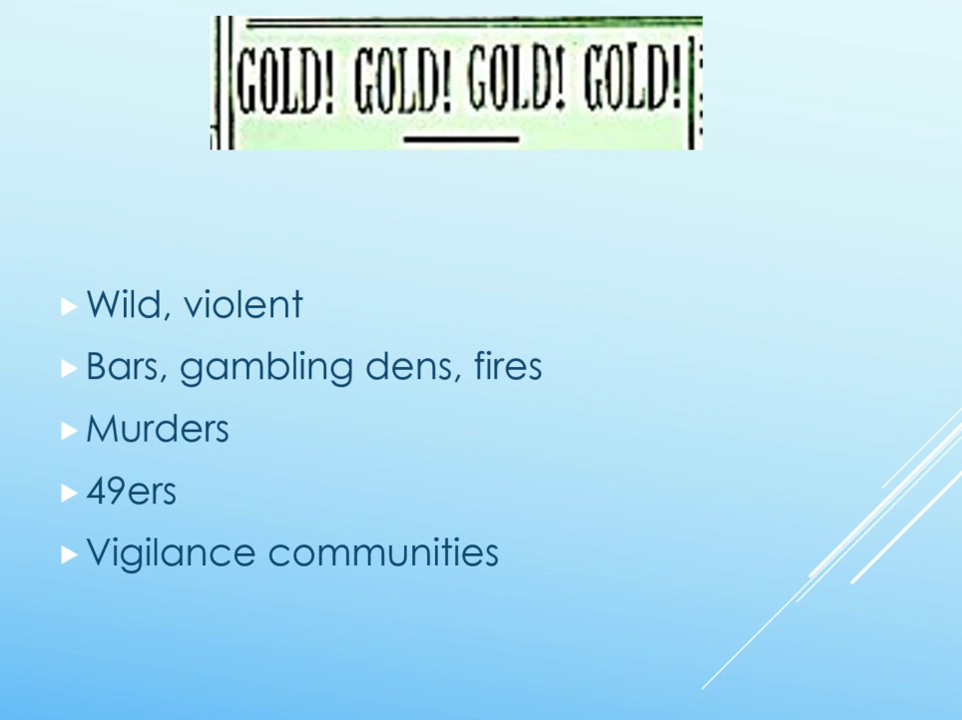 GOLD! GOLD! GOLD! GOLD!
Wild, violent
Bars, gambling dens, fires
Murders
49ers
Vigilance communities